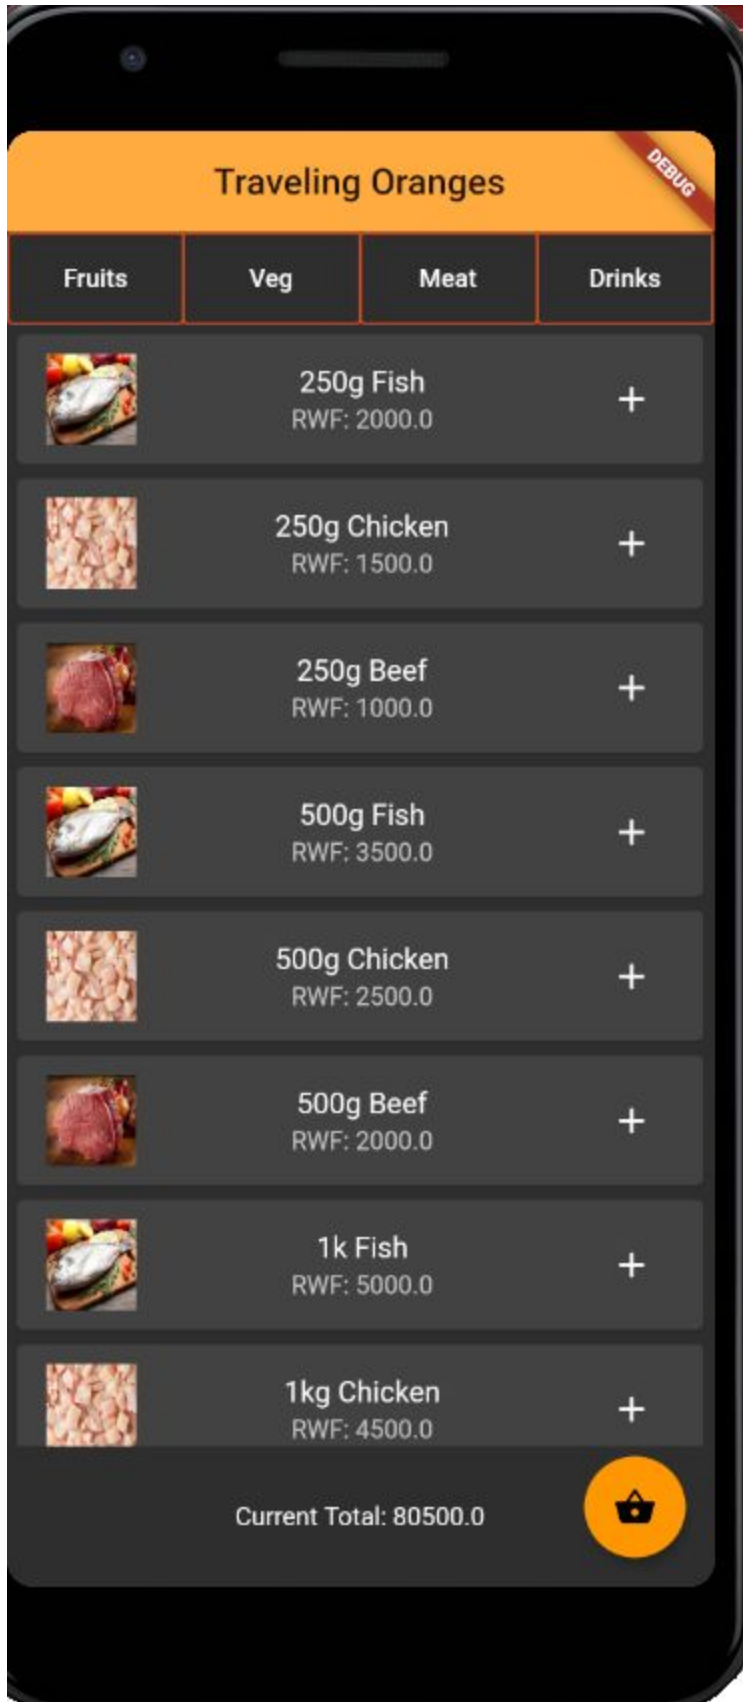 Traveling Oranges
DEBUG
Fruits Veg Meat Drinks
250g Fish
RWF: 2000.0
+
250g Chicken
RWF: 1500.0
+
250g Beef
RWF: 1000.0
+
500g Fish
RWF: 3500.0
+
500g Chicken
RWF: 2500.0
+
500g Beef
RWF: 2000.0
+
1k Fish
RWF: 5000.0
+
1kg Chicken
RWF: 4500.0
+
Current Total: 80500.0